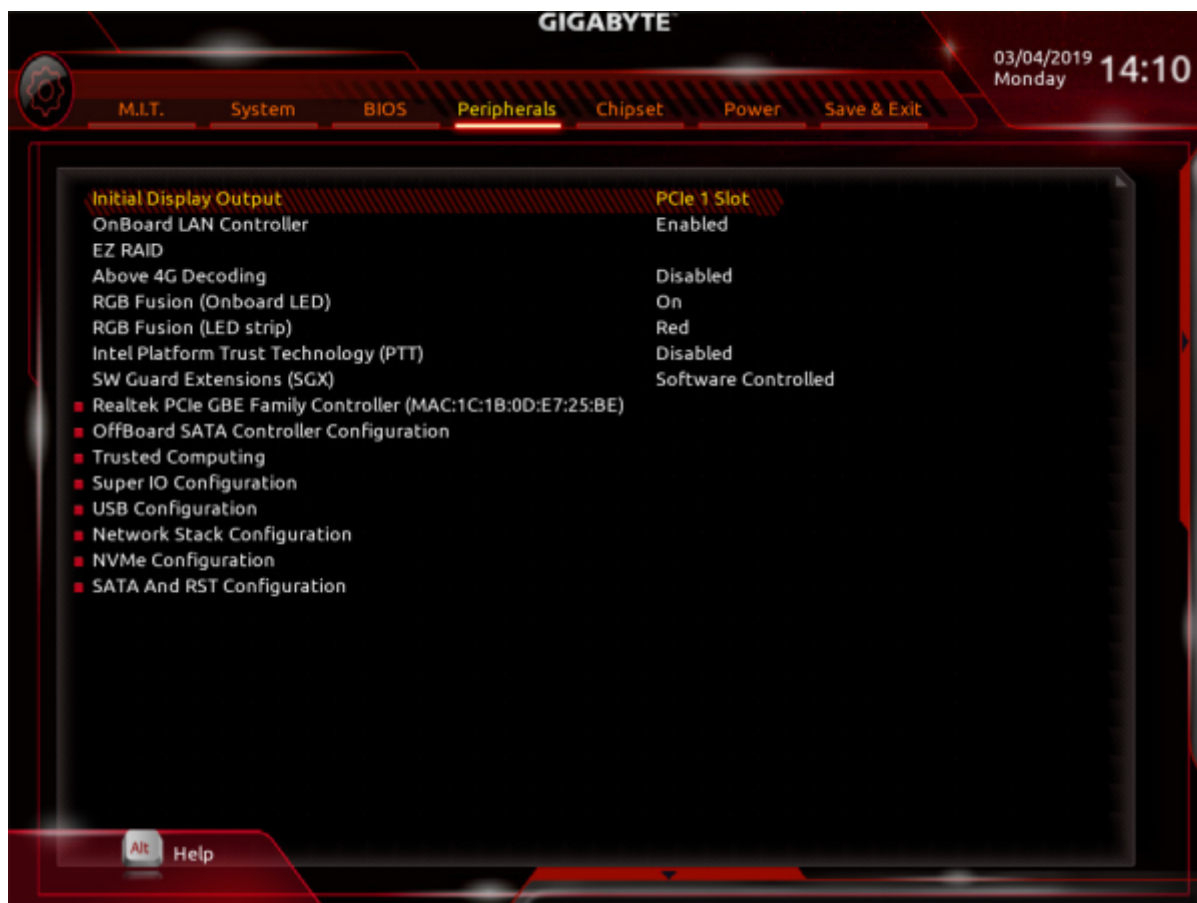 GIGABYTE
03/04/2019
Monday
14:10
M.I.T. System BIOS Peripherals Chipset Power Save & Exit
Initial Display Output PCIe 1 Slot
OnBoard LAN Controller Enabled
EZ RAID
Above 4G Decoding Disabled
RGB Fusion (Onboard LED) On
RGB Fusion (LED strip) Red
Intel Platform Trust Technology (PTT) Disabled
SW Guard Extensions (SGX) Software Controlled
Realtek PCIe GBE Family Controller (MAC:1C:1B:0D:E7:25:BE)
OffBoard SATA Controller Configuration
Trusted Computing
Super IO Configuration
USB Configuration
Network Stack Configuration
NVMe Configuration
SATA And RST Configuration
Alt Help